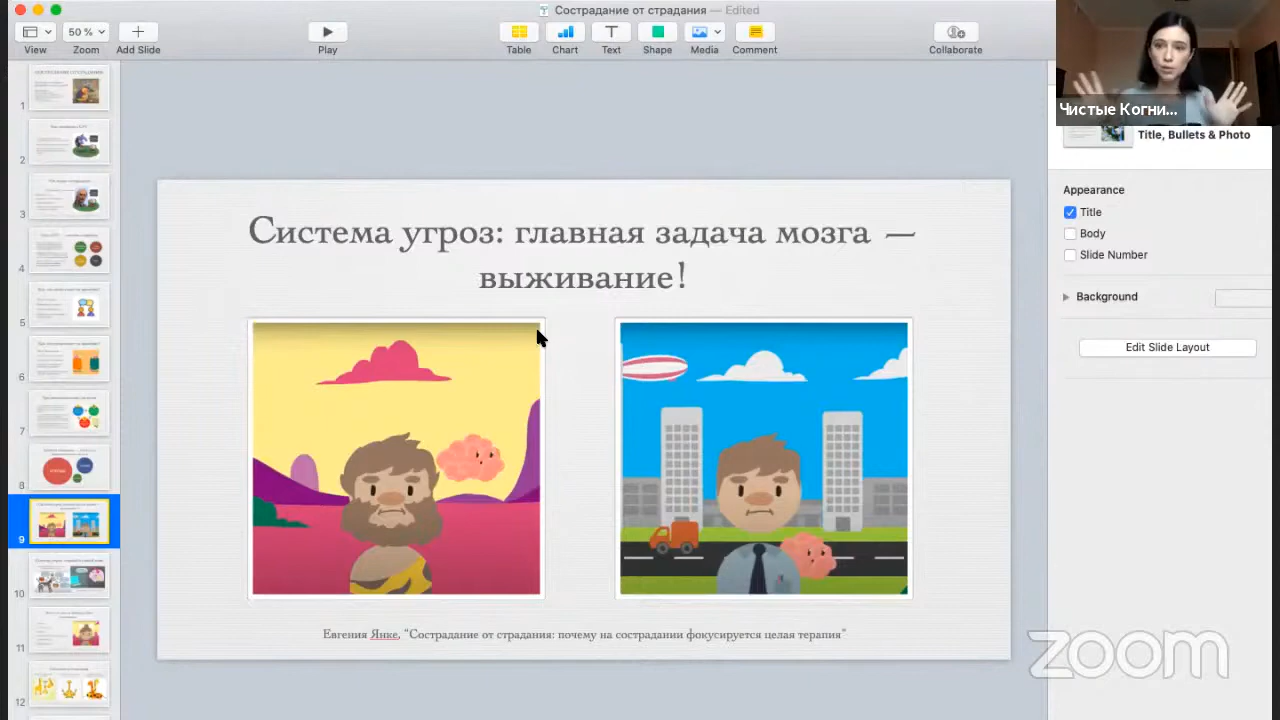 Сострадание от страдания — Edited
View
50 %
Zoom
Add Slide
Play
Table
Chart
Text
Shape
Media
Comment
Collaborate
Чистые Когни...
Title, Bullets & Photo
Appearance
Title
Body
Slide Number
Background
Edit Slide Layout
1
2
3
4
5
6
7
8
9
10
11
12
Система угроз: главная задача мозга —
выживание!
Евгения Янке, "Сострадание от страдания: почему на сострадании фокусируется целая терапия"
zoom